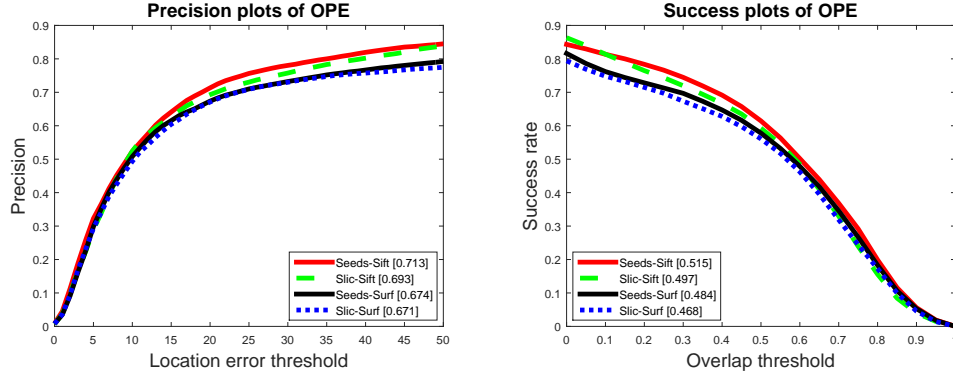 Precision plots of OPE
0.9
0.8
0.7
0.6
0.5
0.4
0.3
0.2
0.1
0
Precision
Seeds-Sift [0.713]
Slic-Sift [0.693]
Seeds-Surf [0.674]
Slic-Surf [0.671]
0 5 10 15 20 25 30 35 40 45 50
Location error threshold
Success plots of OPE
0.9
0.8
0.7
0.6
0.5
0.4
0.3
0.2
0.1
0
Success rate
Seeds-Sift [0.515]
Slic-Sift [0.497]
Seeds-Surf [0.484]
Slic-Surf [0.468]
0 0.1 0.2 0.3 0.4 0.5 0.6 0.7 0.8 0.9
Overlap threshold